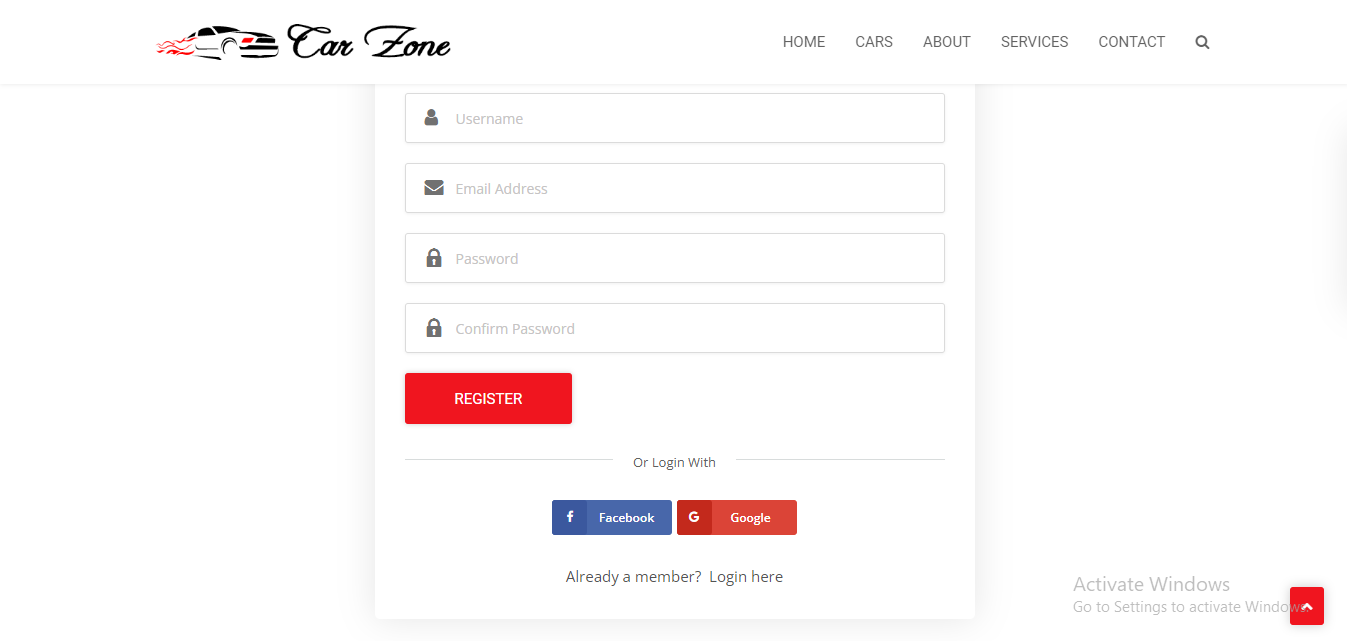 Car Zone
HOME CARS ABOUT SERVICES CONTACT
Username
Email Address
Password
Confirm Password
REGISTER
Or Login With
f Facebook G Google
Already a member? Login here
Activate Windows
Go to Settings to activate Windows.